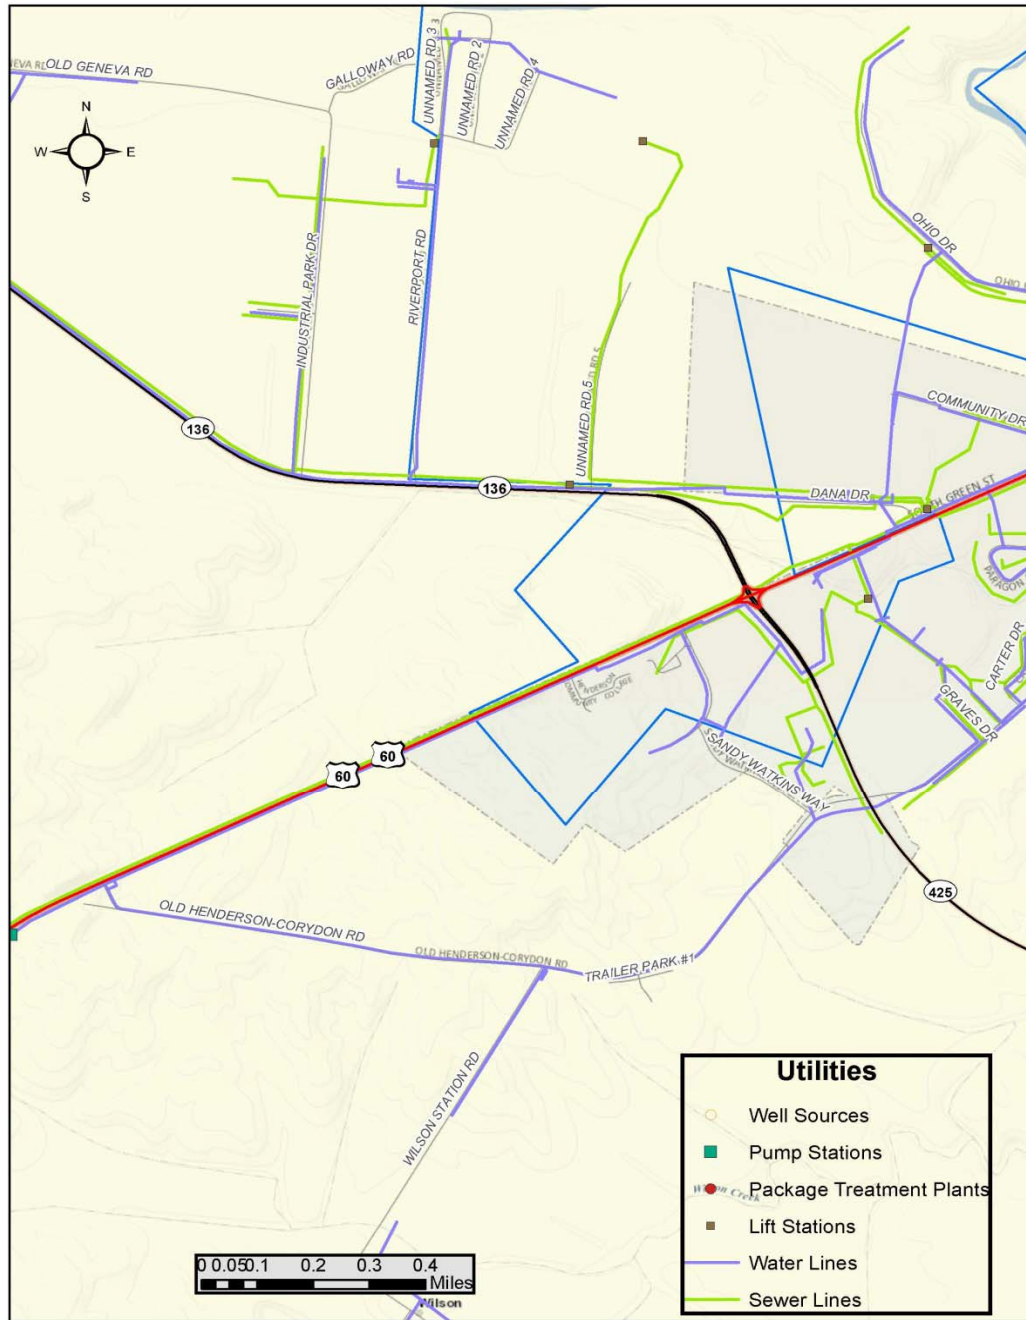 OLD GENEVA RD
GALLOWAY RD
UNNAMED RD 3
UNNAMED RD 2
UNNAMED RD 4
N
W E
S
OHIO DR
INDUSTRIAL PARK DR
RIVERPORT RD
UNNAMED RD 5
136
136
COMMUNITY DR
DANA DR
GREEN ST
PARAGON
HENDERSON
COMMUNITY COLLEGE
CARTER DR
GRAVES DR
SANDY WATKINS WAY
60
60
425
OLD HENDERSON-CORYDON RD
OLD HENDERSON-CORYDON RD
TRAILER PARK #1
WILSON STATION RD
Wilson
0 0.05 0.1 0.2 0.3 0.4
Miles
Utilities
Well Sources
Pump Stations
Package Treatment Plants
Creek
Lift Stations
Water Lines
Sewer Lines